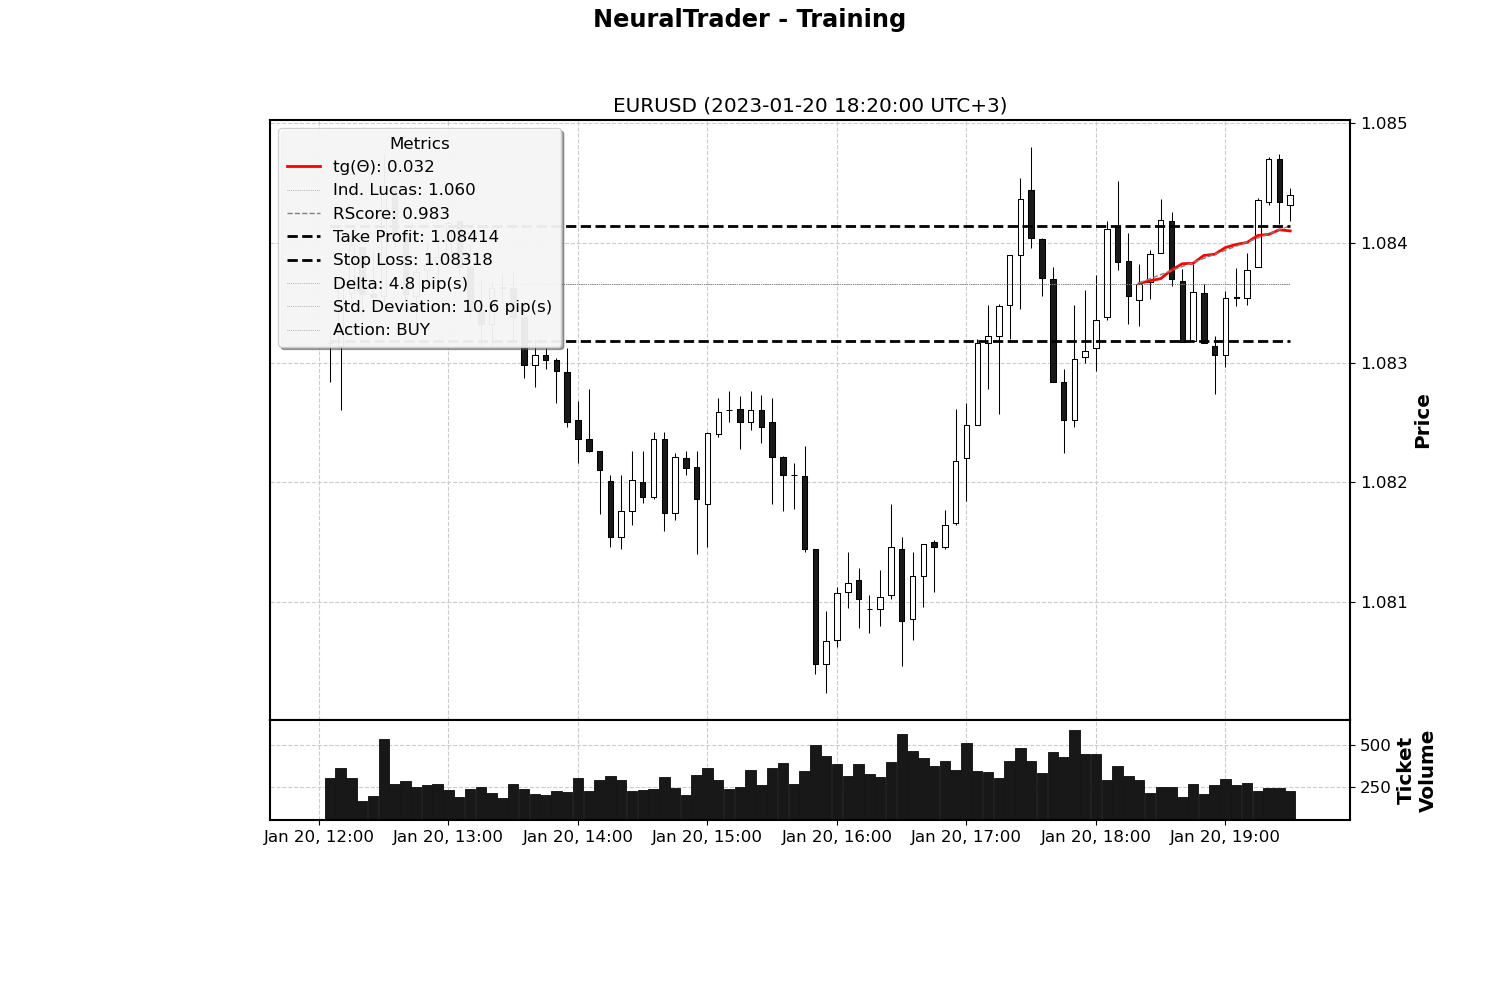 NeuralTrader - Training
EURUSD (2023-01-20 18:20:00 UTC+3)
Metrics
tg(Θ): 0.032
Ind. Lucas: 1.060
RScore: 0.983
Take Profit: 1.08414
Stop Loss: 1.08318
Delta: 4.8 pip(s)
Std. Deviation: 10.6 pip(s)
Action: BUY
1.085
1.084
1.083
1.082
1.081
Price
500
250
Ticket
Volume
Jan 20, 12:00
Jan 20, 13:00
Jan 20, 14:00
Jan 20, 15:00
Jan 20, 16:00
Jan 20, 17:00
Jan 20, 18:00
Jan 20, 19:00